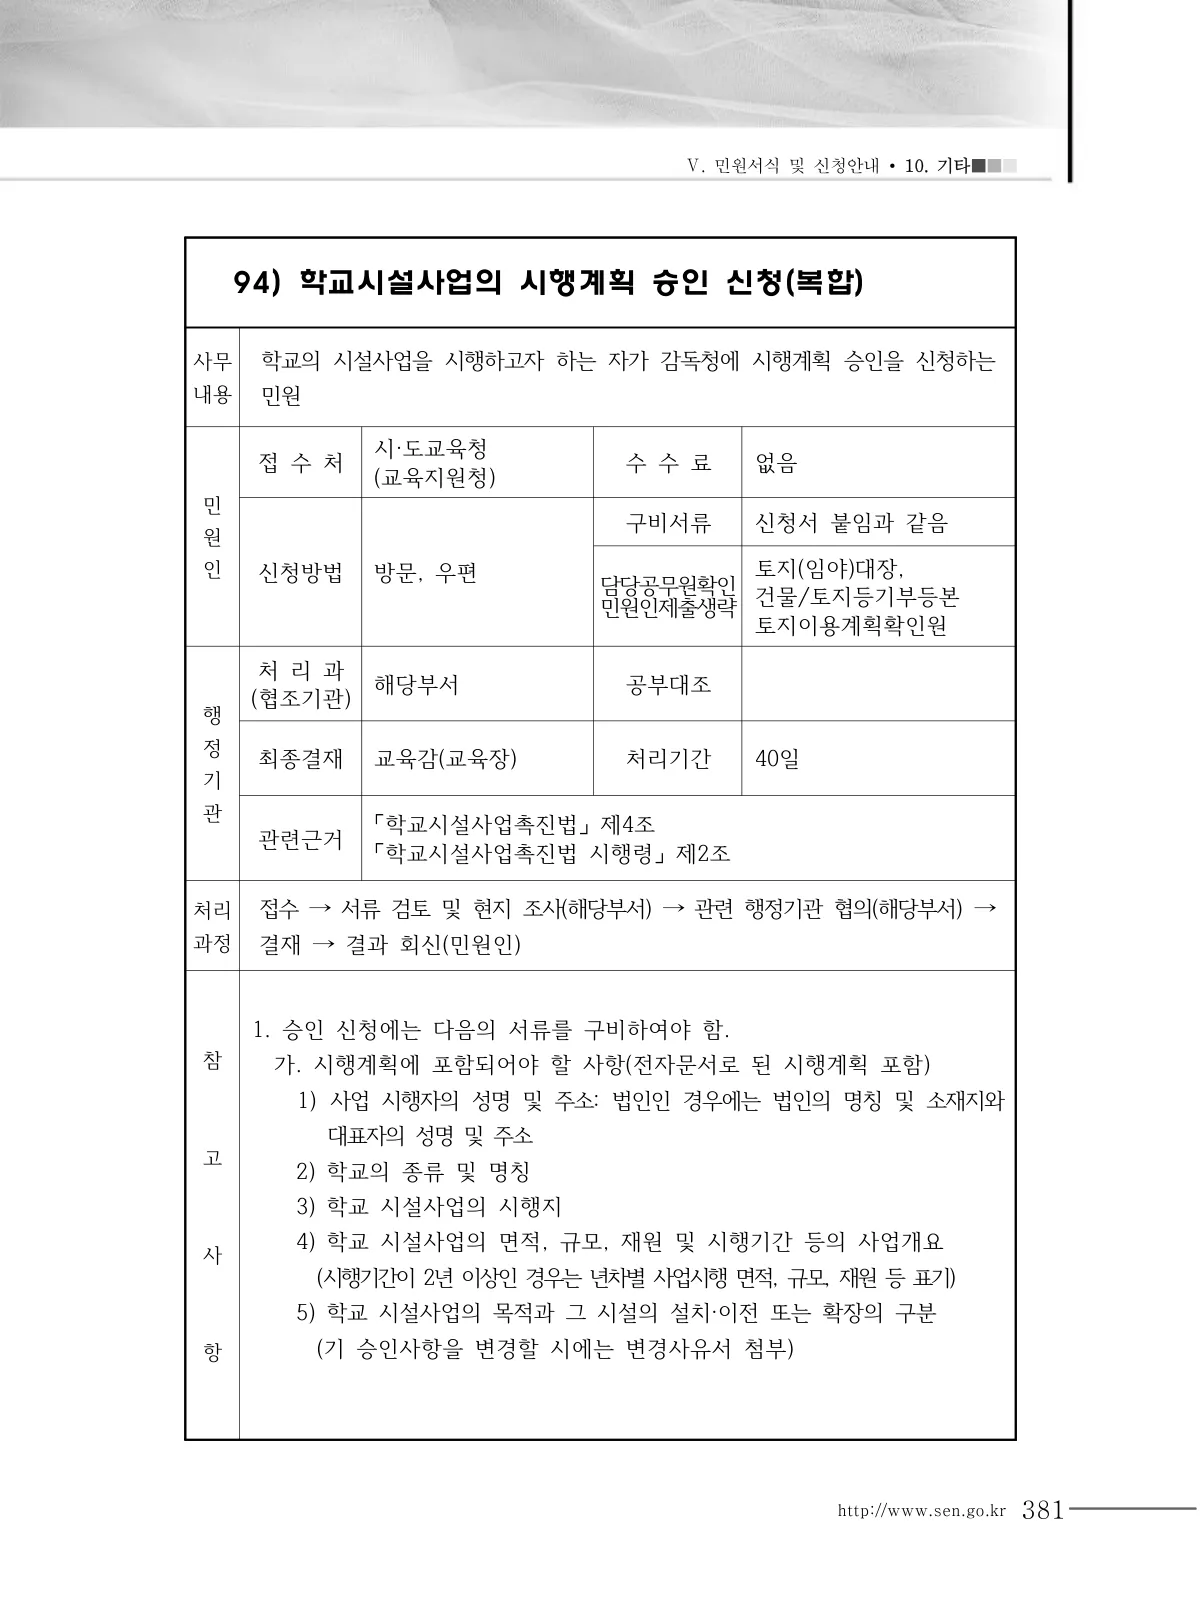 Ⅴ. 민원서식 및 신청안내 • 10. 기타
94) 학교시설사업의 시행계획 승인 신청(복합)
사무
내용
학교의 시설사업을 시행하고자 하는 자가 감독청에 시행계획 승인을 신청하는
민원
민
원
인
접 수 처
시·도교육청
(교육지원청)
수 수 료
없음
신청방법
방문, 우편
구비서류
신청서 붙임과 같음
담당공무원확인
민원인제출생략
토지(임야)대장,
건물/토지등기부등본
토지이용계획확인원
행
정
기
관
처 리 과
(협조기관)
해당부서
공부대조
최종결재
교육감(교육장)
처리기간
40일
관련근거
「학교시설사업촉진법」 제4조
「학교시설사업촉진법 시행령」 제2조
처리
과정
접수 → 서류 검토 및 현지 조사(해당부서) → 관련 행정기관 협의(해당부서) →
결재 → 결과 회신(민원인)
참
고
사
항
1. 승인 신청에는 다음의 서류를 구비하여야 함.
가. 시행계획에 포함되어야 할 사항(전자문서로 된 시행계획 포함)
1) 사업 시행자의 성명 및 주소: 법인인 경우에는 법인의 명칭 및 소재지와
대표자의 성명 및 주소
2) 학교의 종류 및 명칭
3) 학교 시설사업의 시행지
4) 학교 시설사업의 면적, 규모, 재원 및 시행기간 등의 사업개요
(시행기간이 2년 이상인 경우는 년차별 사업시행 면적, 규모, 재원 등 표기)
5) 학교 시설사업의 목적과 그 시설의 설치·이전 또는 확장의 구분
(기 승인사항을 변경할 시에는 변경사유서 첨부)
http://www.sen.go.kr 381